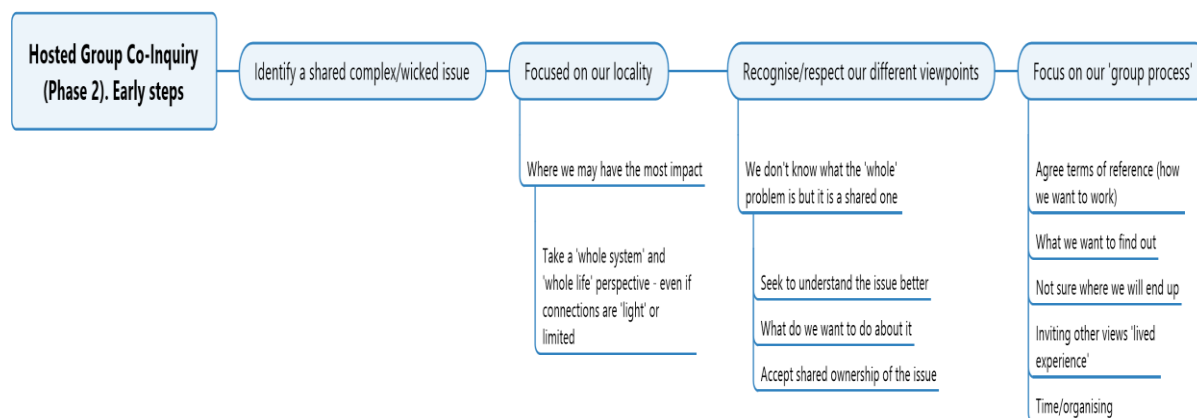 Hosted Group Co-Inquiry
(Phase 2). Early steps
Identify a shared complex/wicked issue
Focused on our locality
Where we may have the most impact
Take a 'whole system' and
'whole life' perspective - even if
connections are 'light' or
limited
Recognise/respect our different viewpoints
We don't know what the 'whole'
problem is but it is a shared one
Seek to understand the issue better
What do we want to do about it
Accept shared ownership of the issue
Focus on our 'group process'
Agree terms of reference (how
we want to work)
What we want to find out
Not sure where we will end up
Inviting other views 'lived
experience'
Time/organising